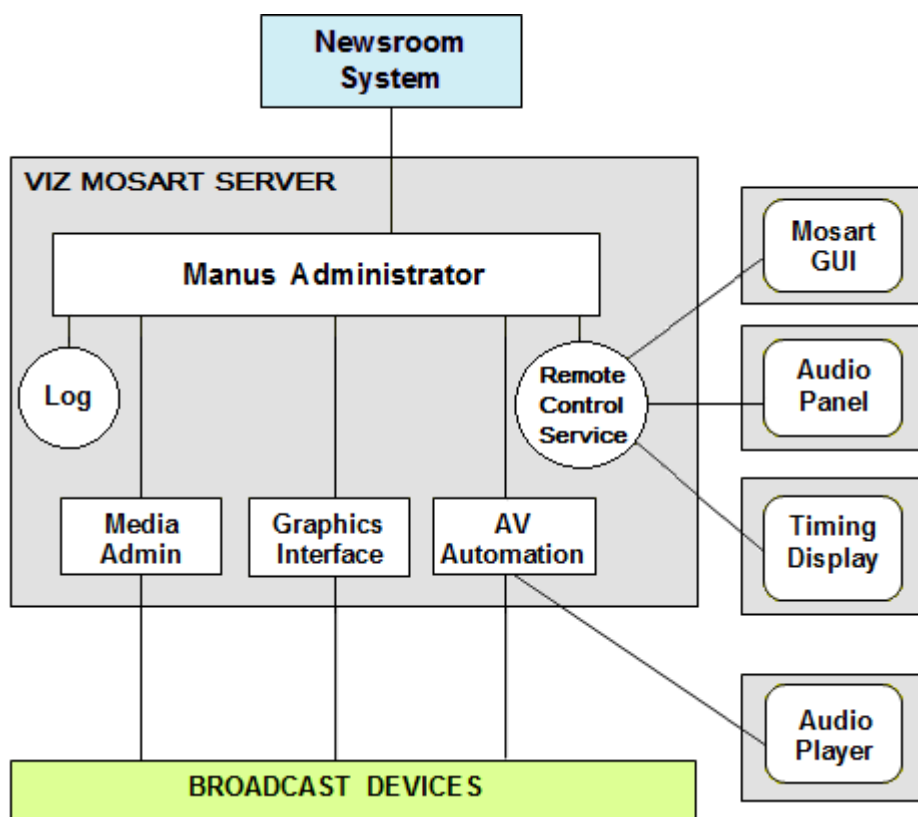 Newsroom
System
VIZ MOSART SERVER
Manus Administrator
Log
Remote
Control
Service
Media
Admin
Graphics
Interface
AV
Automation
Mosart
GUI
Audio
Panel
Timing
Display
Audio
Player
BROADCAST DEVICES